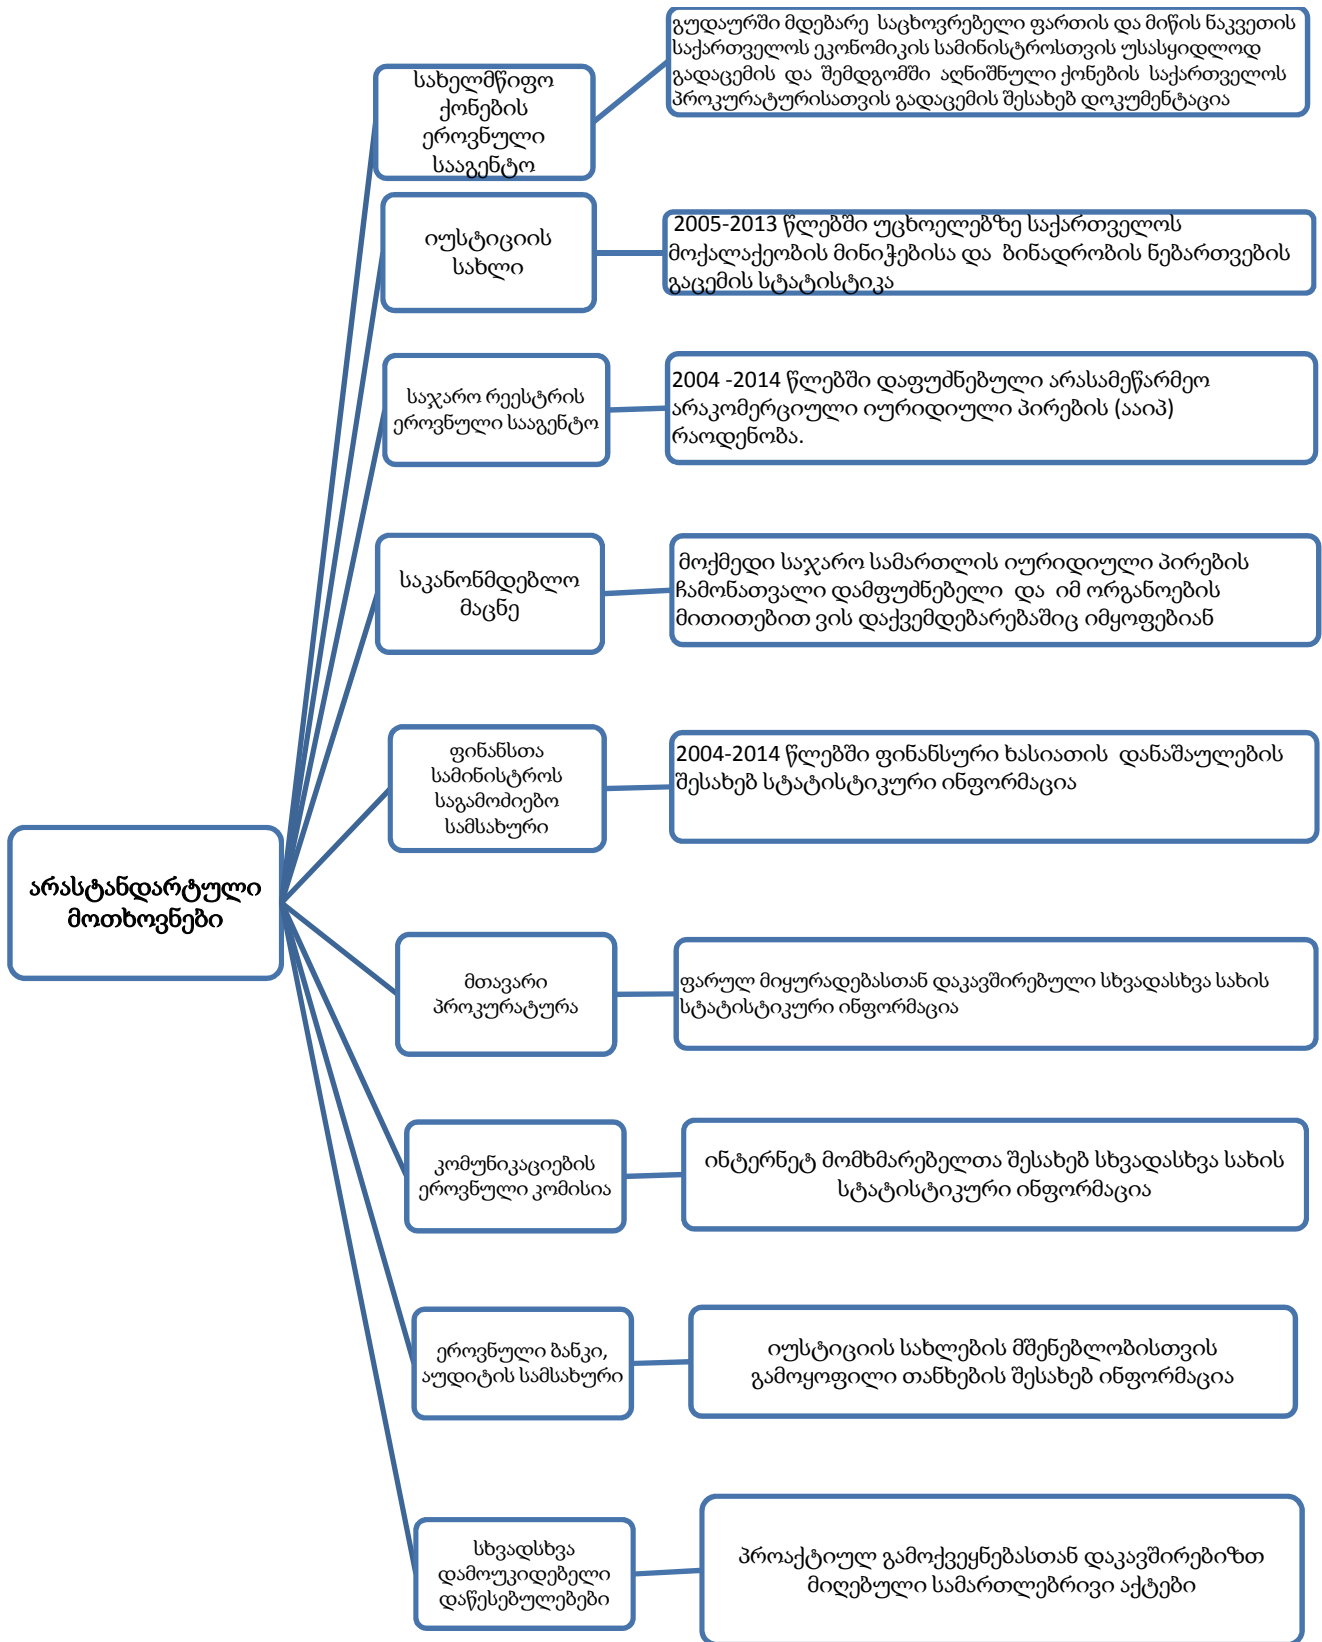 გუდაურში მდებარე საცხოვრებელი ფართის და მიწის ნაკვეთის
საქართველოს ეკონომიკის სამინისტროსთვის უსასყიდლოდ
გადაცემის და შემდგომში აღნიშნული ქონების საქართველოს
პროკურატურისათვის გადაცემის შესახებ დოკუმენტაცია
სახელმწიფო
ქონების
ეროვნული
სააგენტო
2005-2013 წლებში უცხოელებზე საქართველოს
მოქალაქეობის მინიჭებისა და ბინადრობის ნებართვების
გაცემის სტატისტიკა
იუსტიციის
სახლი
2004 -2014 წლებში დაფუძნებული არასამეწარმეო
არაკომერციული იურიდიული პირების (ააიპ)
რაოდენობა.
საჯარო რეესტრის
ეროვნული სააგენტო
მოქმედი საჯარო სამართლის იურიდიული პირების
ჩამონათვალი დამფუძნებელი და იმ ორგანოების
მითითებით ვის დაქვემდებარებაშიც იმყოფებიან
საკანონმდებლო
მაცნე
2004-2014 წლებში ფინანსური ხასიათის დანაშაულების
შესახებ სტატისტიკური ინფორმაცია
ფინანსთა
სამინისტროს
საგამოძიებო
სამსახური
არასტანდარტული
მოთხოვნები
მთავარი
პროკურატურა
ფარულ მიყურადებასთან დაკავშირებული სხვადასხვა სახის
სტატისტიკური ინფორმაცია
კომუნიკაციების
ეროვნული კომისია
ინტერნეტ მომხმარებელთა შესახებ სხვადასხვა სახის
სტატისტიკური ინფორმაცია
ეროვნული ბანკი,
აუდიტის სამსახური
იუსტიციის სახლების მშენებლობისთვის
გამოყოფილი თანხების შესახებ ინფორმაცია
სხვადსხვა
დამოუკიდებელი
დაწესებულებები
პროაქტიულ გამოქვეყნებასთან დაკავშირებიზთ
მიღებული სამართლებრივი აქტები